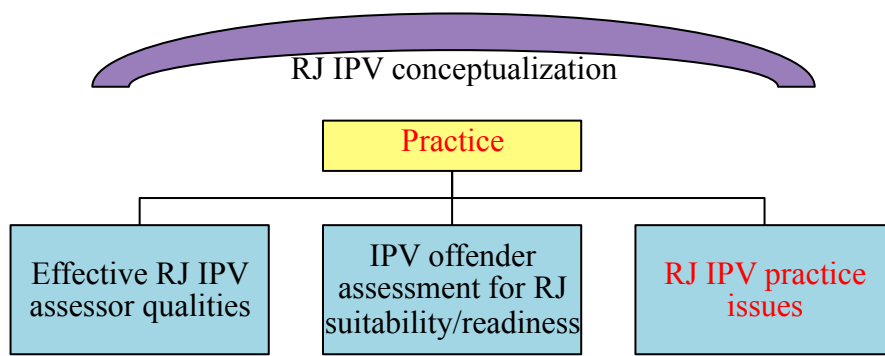 RJ IPV conceptualization
Practice
Effective RJ IPV
assessor qualities
IPV offender
assessment for RJ
suitability/readiness
RJ IPV practice
issues